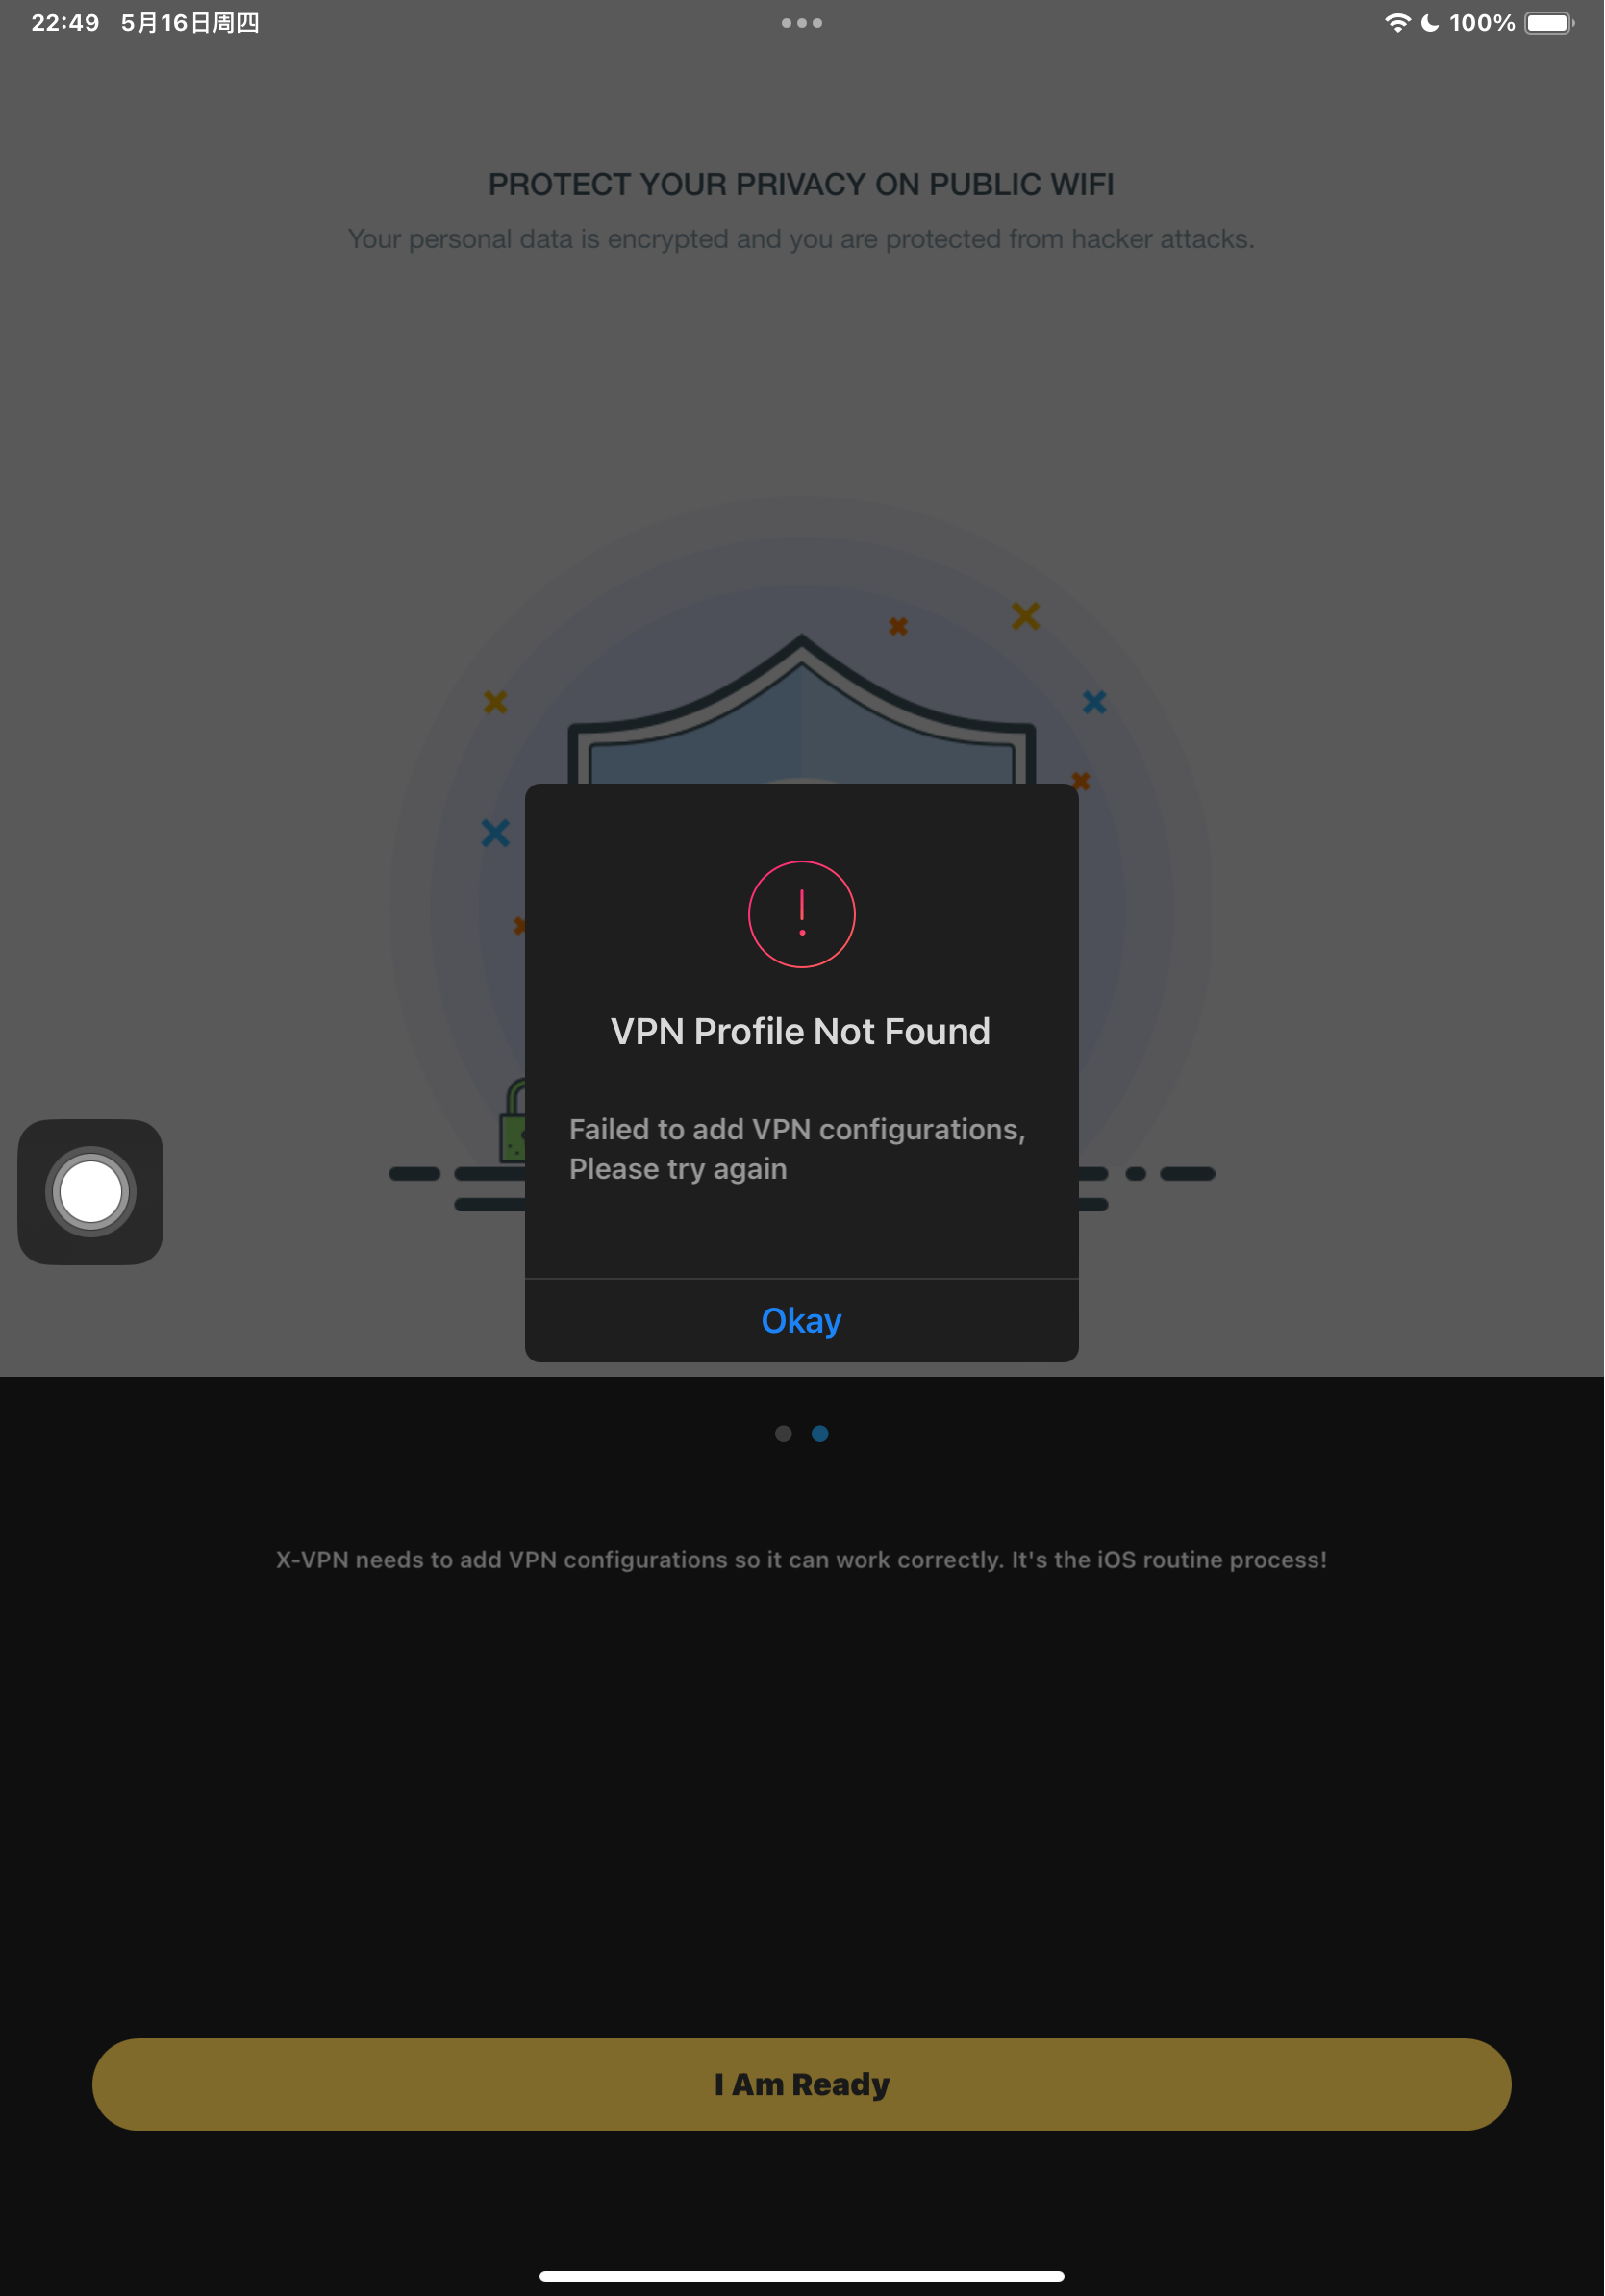 22:49 5月16日周四
100%
PROTECT YOUR PRIVACY ON PUBLIC WIFI
Your personal data is encrypted and you are protected from hacker attacks.
VPN Profile Not Found
Failed to add VPN configurations,
Please try again
Okay
X-VPN needs to add VPN configurations so it can work correctly. It's the iOS routine process!
I Am Ready